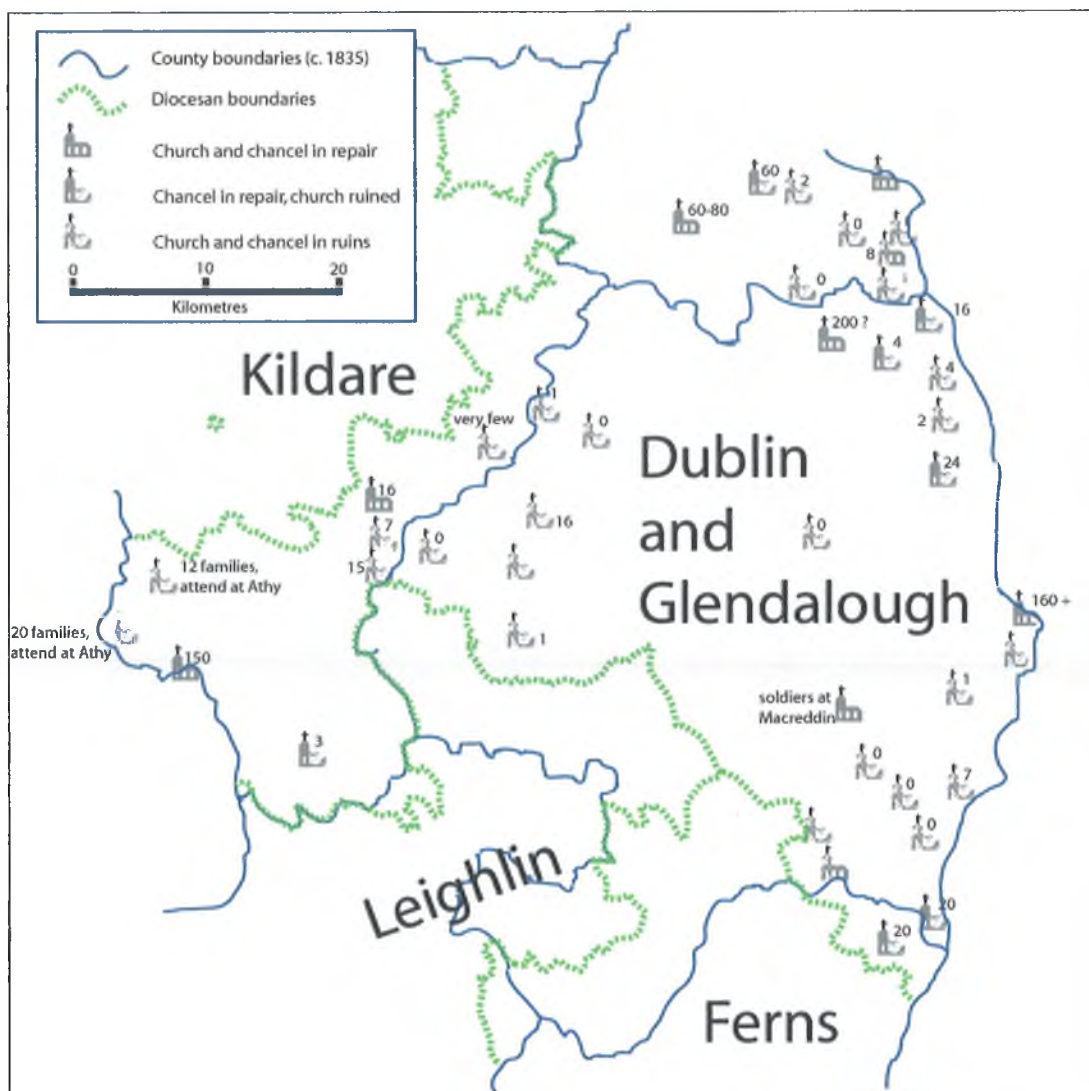 County boundaries (c. 1835)
Diocesan boundaries
Church and chancel in repair
Chancel in repair, church ruined
Church and chancel in ruins
0 10 20
Kilometres
60
2
60-80
0
8
0
16
200 ?
4
4
Kildare
1
very few
0
2
Dublin
and
Glendalough
24
16
16
7
0
0
15
12 families,
attend at Athy
20 families,
attend at Athy
160 +
1
150
1
soldiers at
Macreddin
3
0
7
0
0
Leighlin
20
20
Ferns